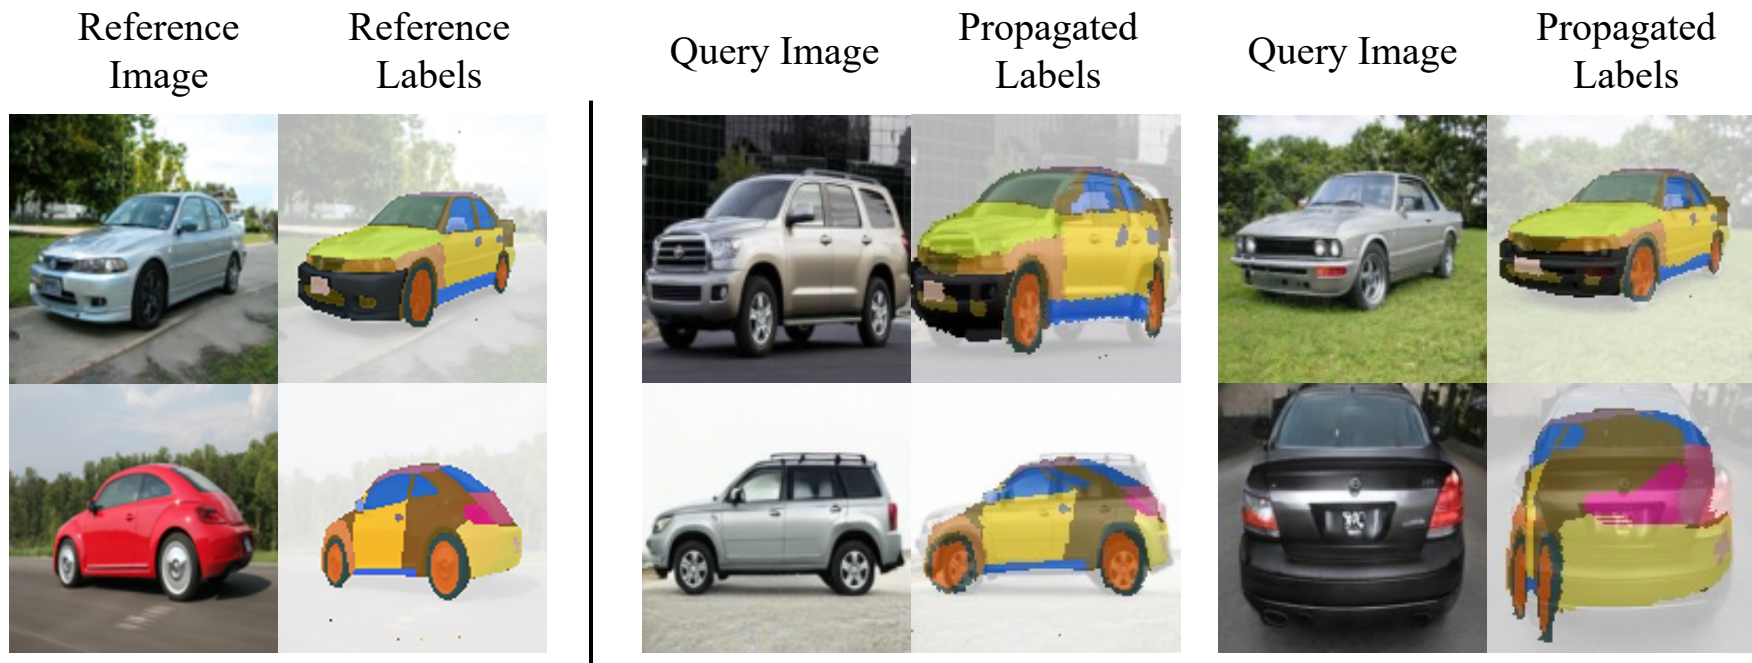 Reference
Image
Reference
Labels
Query Image
Propagated
Labels
Query Image
Propagated
Labels